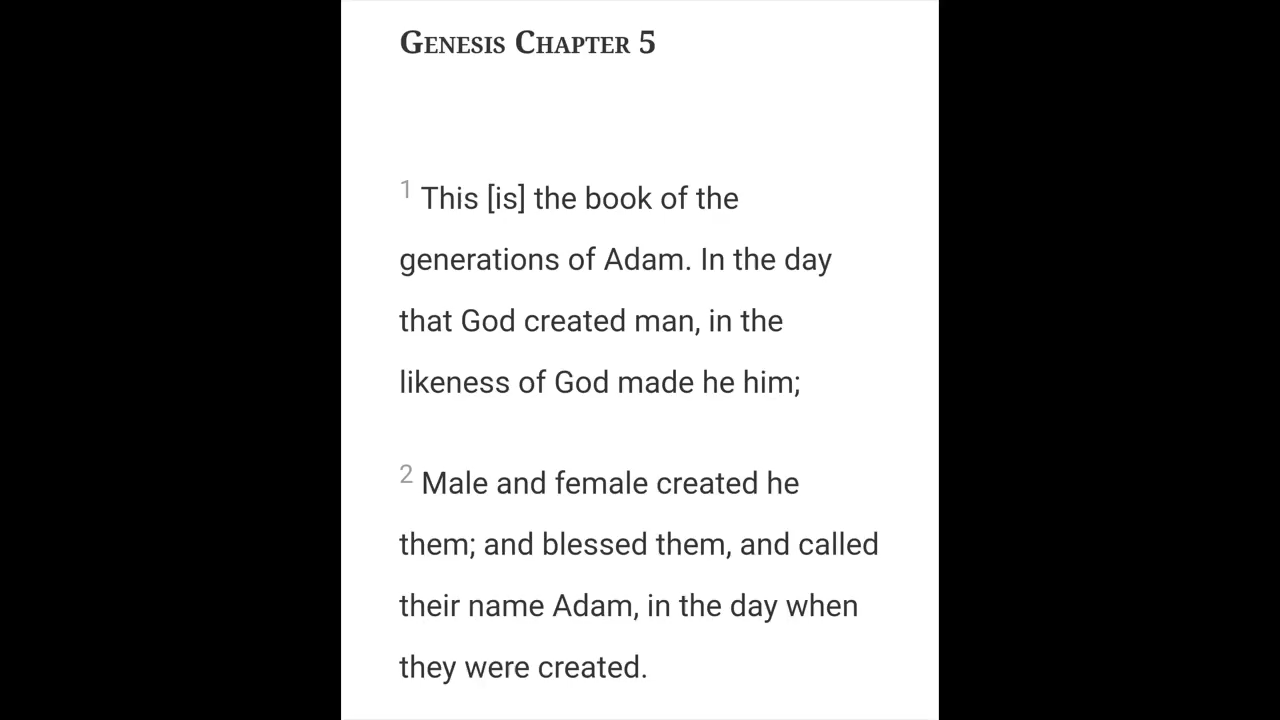 Genesis Chapter 5
1 This [is] the book of the
generations of Adam. In the day
that God created man, in the
likeness of God made he him;
2 Male and female created he
them; and blessed them, and called
their name Adam, in the day when
they were created.